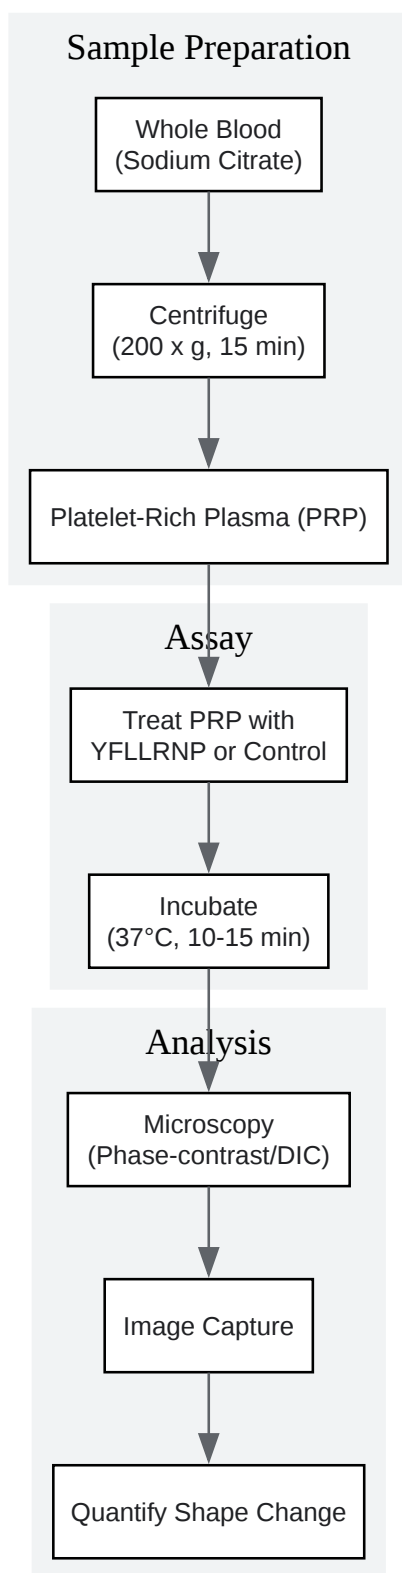 Sample Preparation
Whole Blood
(Sodium Citrate)
Centrifuge
(200 x g, 15 min)
Platelet-Rich Plasma (PRP)
Assay
Treat PRP with
YFLLRNP or Control
Incubate
(37°C, 10-15 min)
Analysis
Microscopy
(Phase-contrast/DIC)
Image Capture
Quantify Shape Change